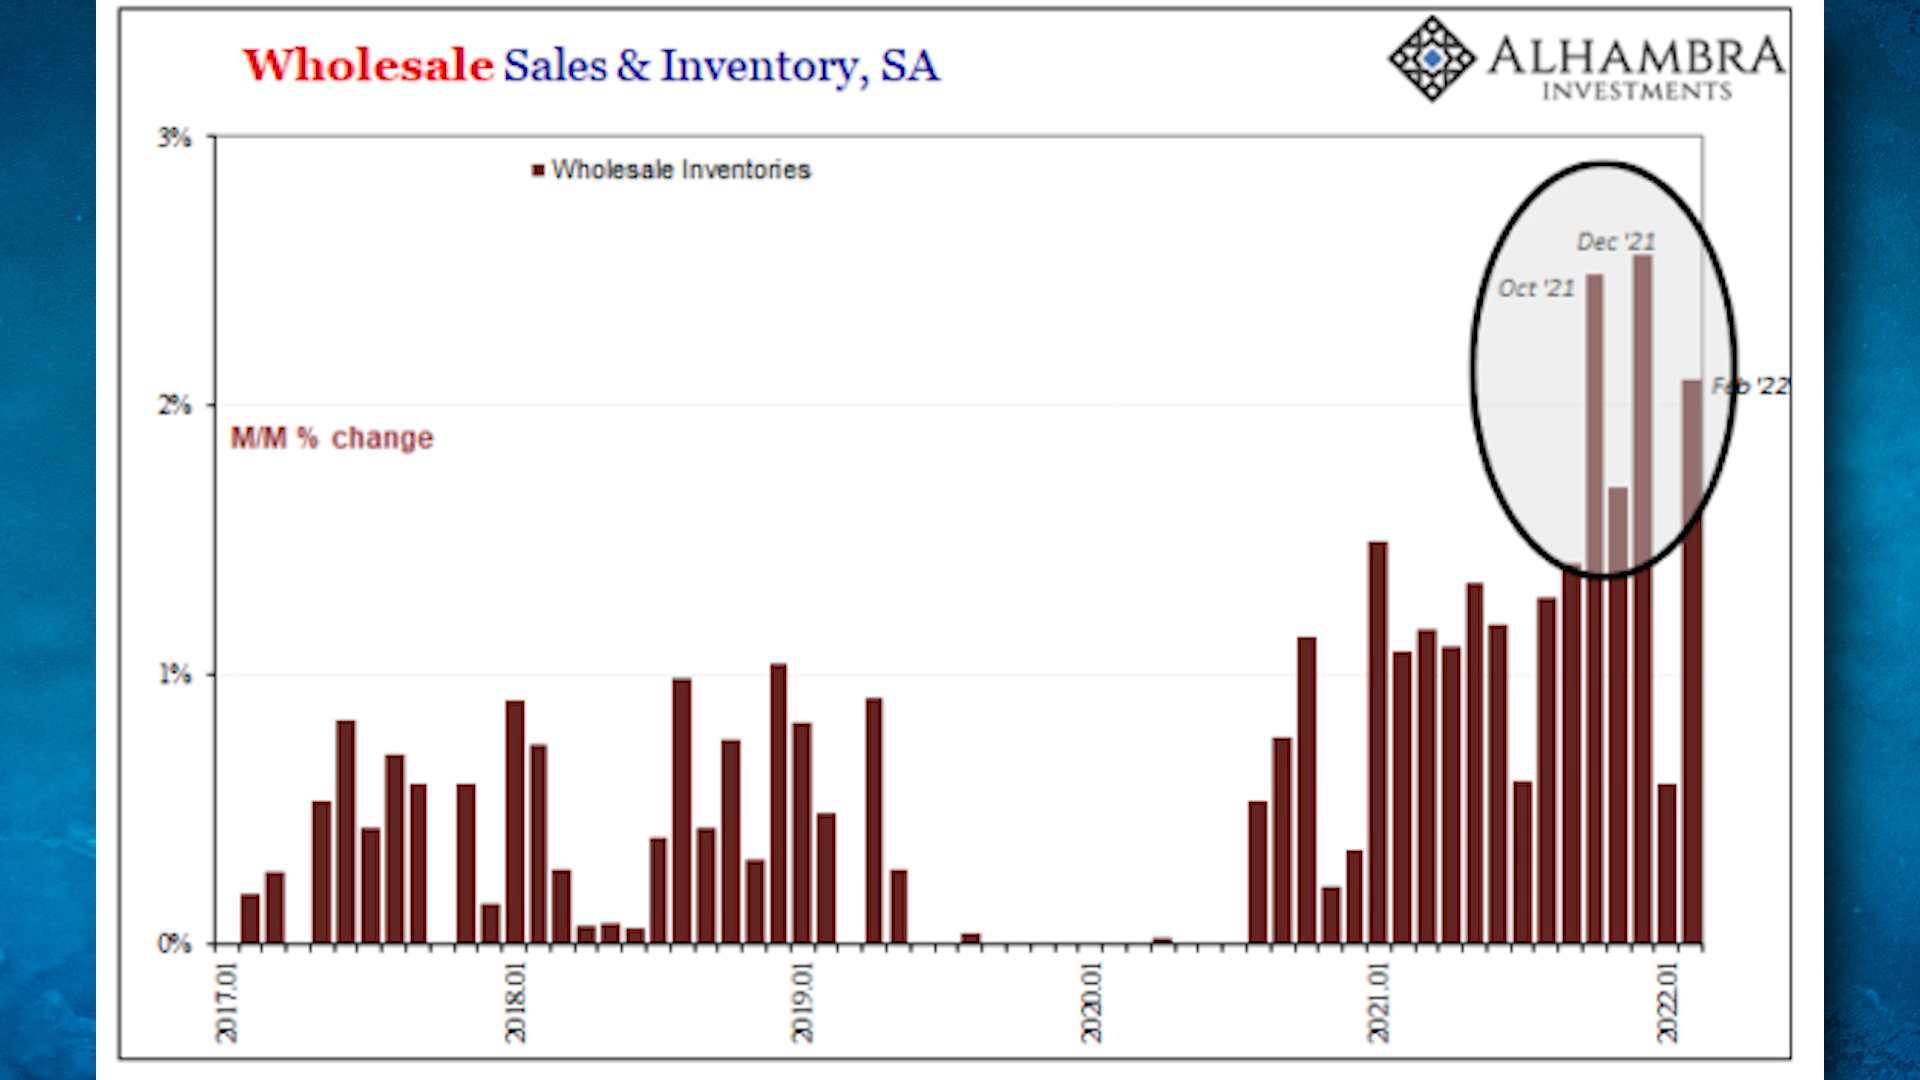 Wholesale Sales & Inventory, SA
ALHAMBRA
INVESTMENTS
3%
Wholesale Inventories
Dec '21
Oct '21
Feb '22
2%
M/M % change
1%
0%
2017.01
2018.01
2019.01
2020.01
2021.01
2022.01